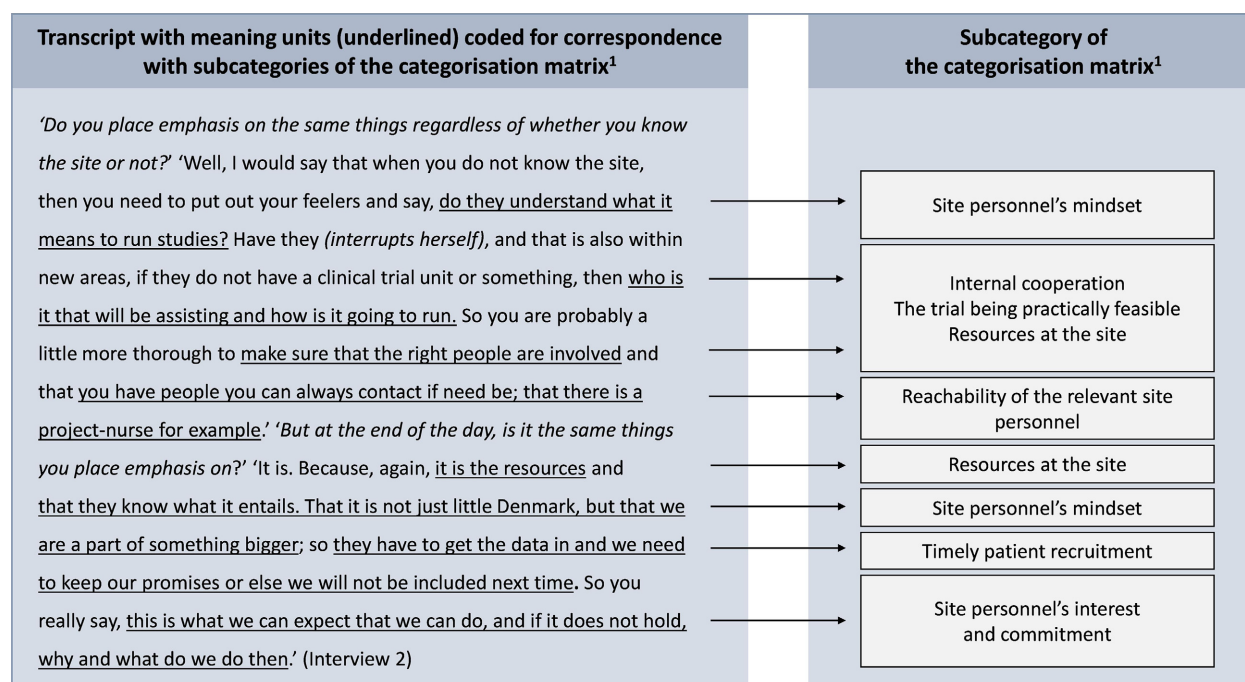 Transcript with meaning units (underlined) coded for correspondence
with subcategories of the categorisation matrix¹
‘Do you place emphasis on the same things regardless of whether you know
the site or not?’ ‘Well, I would say that when you do not know the site,
then you need to put out your feelers and say, do they understand what it
means to run studies? Have they (interrupts herself), and that is also within
new areas, if they do not have a clinical trial unit or something, then who is
it that will be assisting and how is it going to run. So you are probably a
little more thorough to make sure that the right people are involved and
that you have people you can always contact if need be; that there is a
project-nurse for example.’ ‘But at the end of the day, is it the same things
you place emphasis on?’ ‘It is. Because, again, it is the resources and
that they know what it entails. That it is not just little Denmark, but that we
are a part of something bigger; so they have to get the data in and we need
to keep our promises or else we will not be included next time. So you
really say, this is what we can expect that we can do, and if it does not hold,
why and what do we do then.’ (Interview 2)
Subcategory of
the categorisation matrix¹
Site personnel’s mindset
Internal cooperation
The trial being practically feasible
Resources at the site
Reachability of the relevant site
personnel
Resources at the site
Site personnel’s mindset
Timely patient recruitment
Site personnel’s interest
and commitment